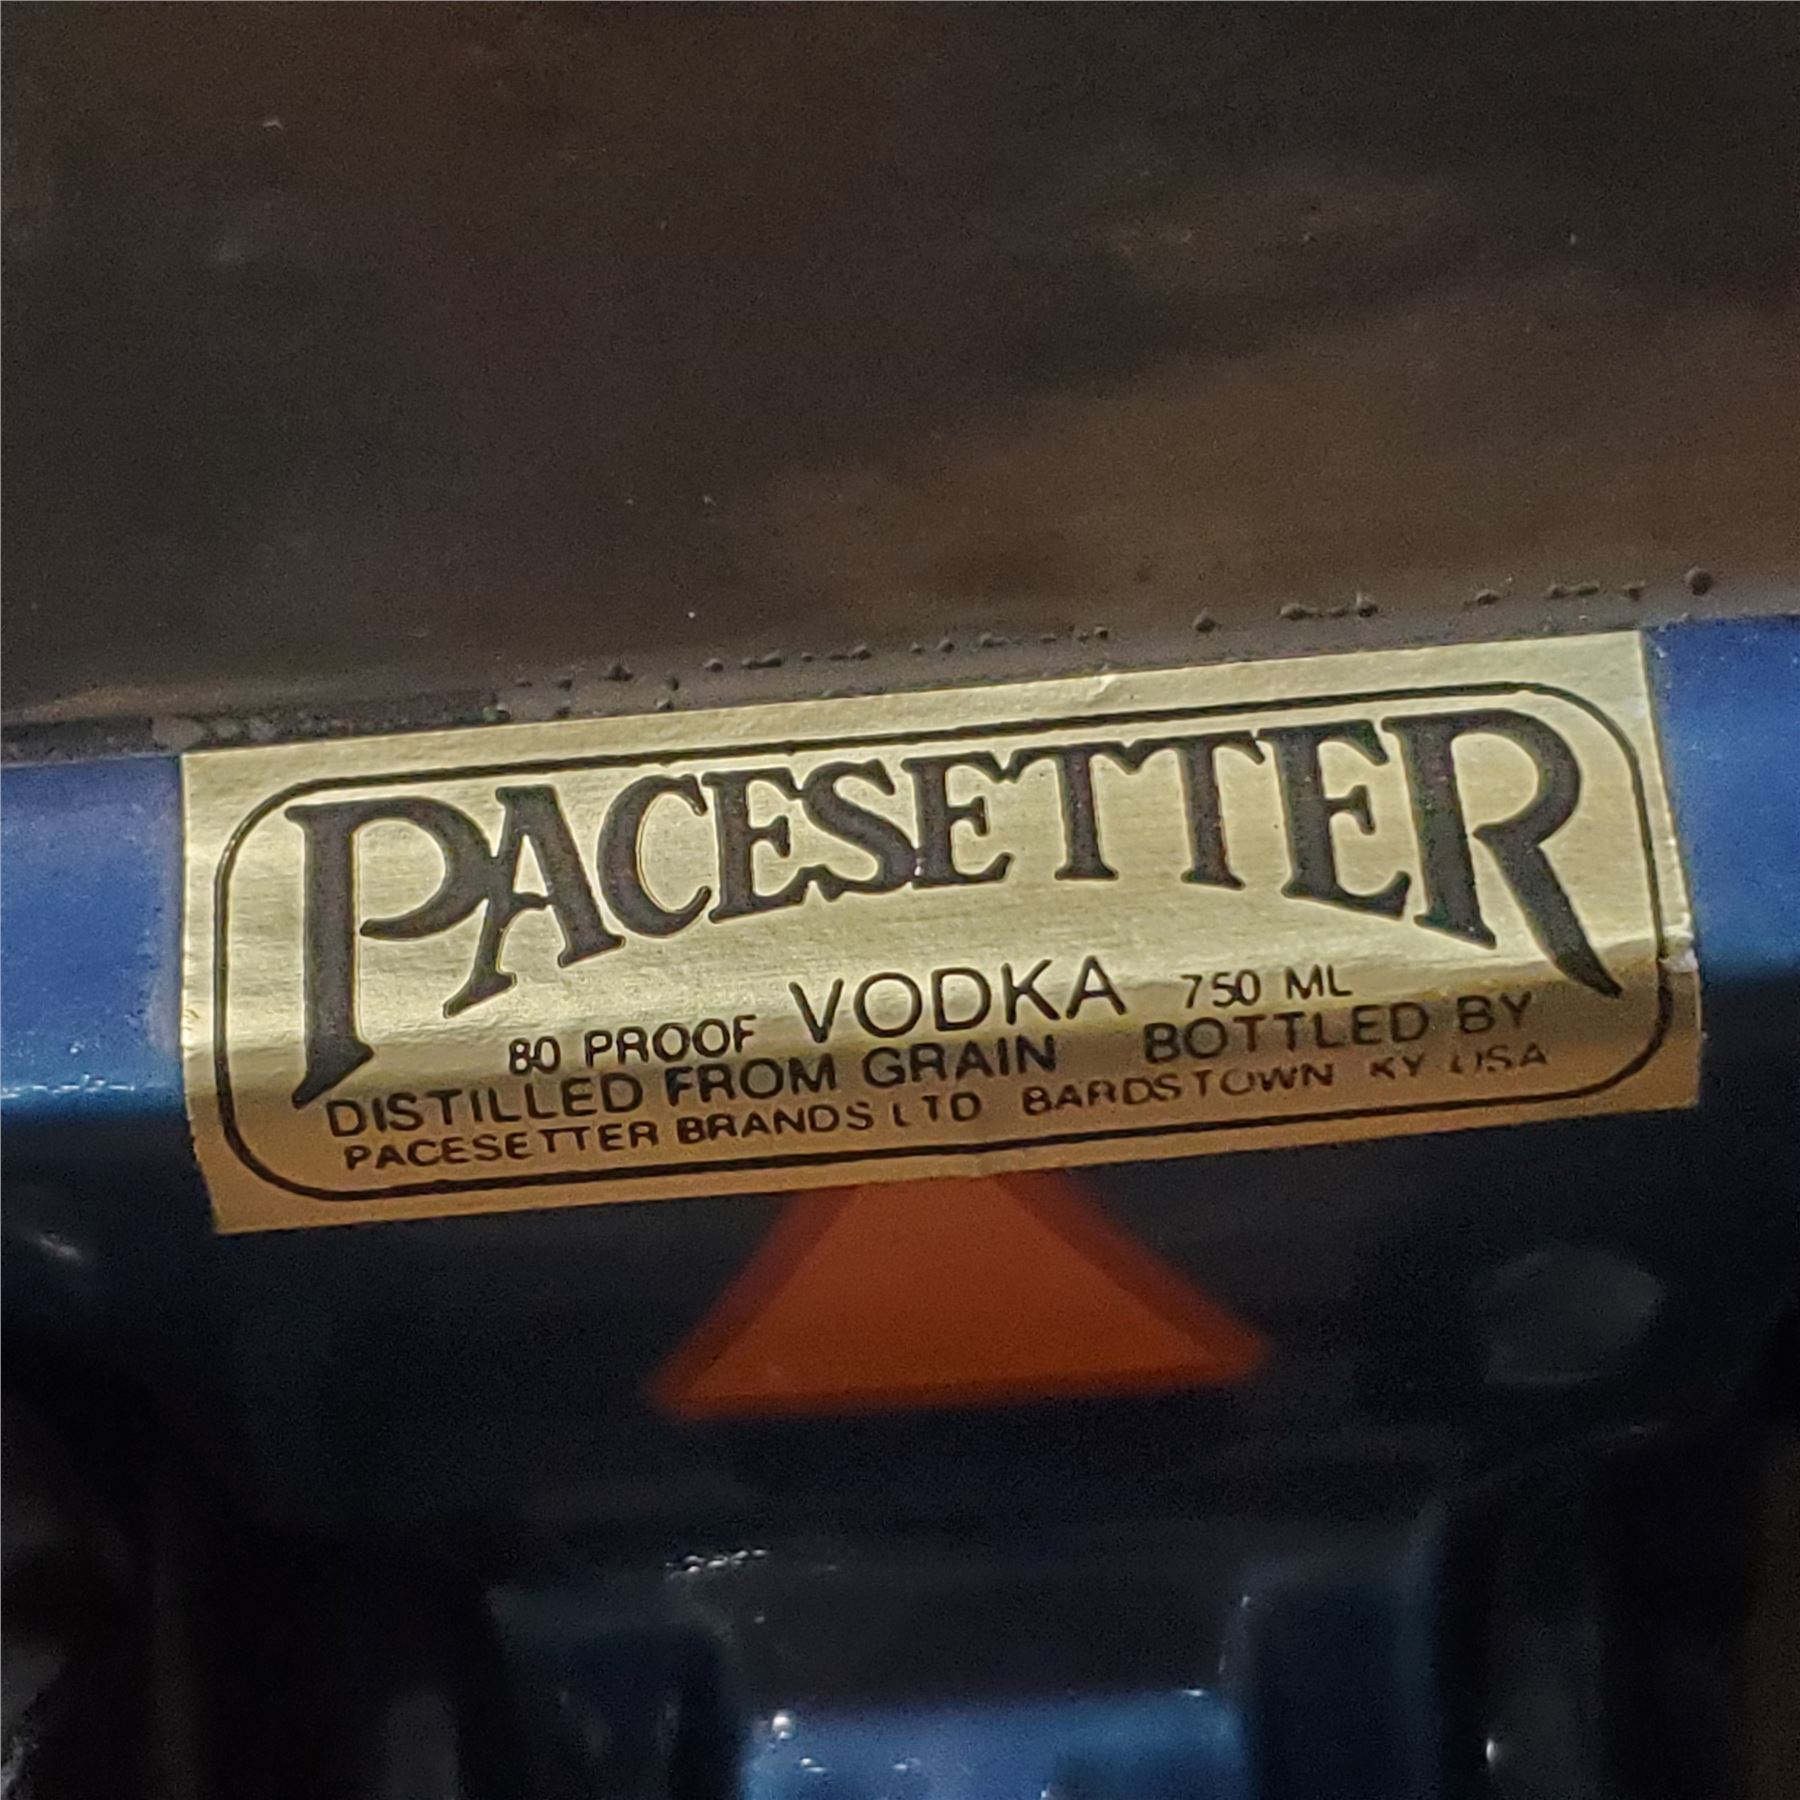 PACESETTER
80 PROOF VODKA 750 ML
DISTILLED FROM GRAIN BOTTLED BY
PACESETTER BRANDS LTD BARDSTOWN KY USA